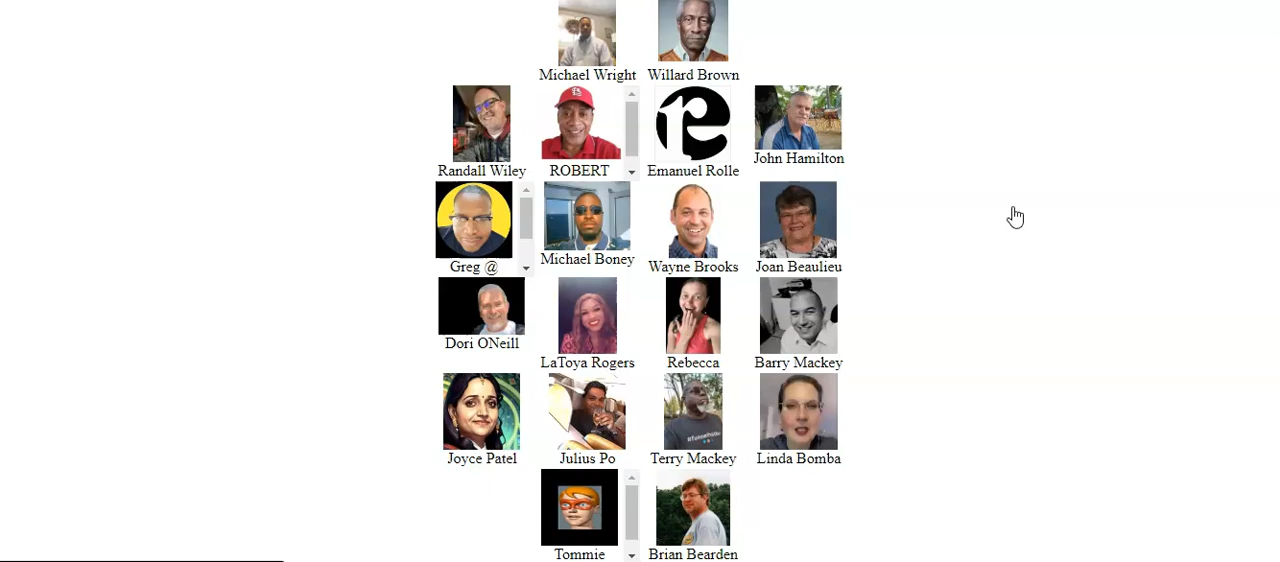 Michael Wright Willard Brown
re
Randall Wiley ROBERT Emanuel Rolle John Hamilton
Greg @ Michael Boney Wayne Brooks Joan Beaulieu
Dori ONeill LaToya Rogers Rebecca Barry Mackey
Joyce Patel Julius Po Terry Mackey Linda Bomba
Tommie Brian Bearden